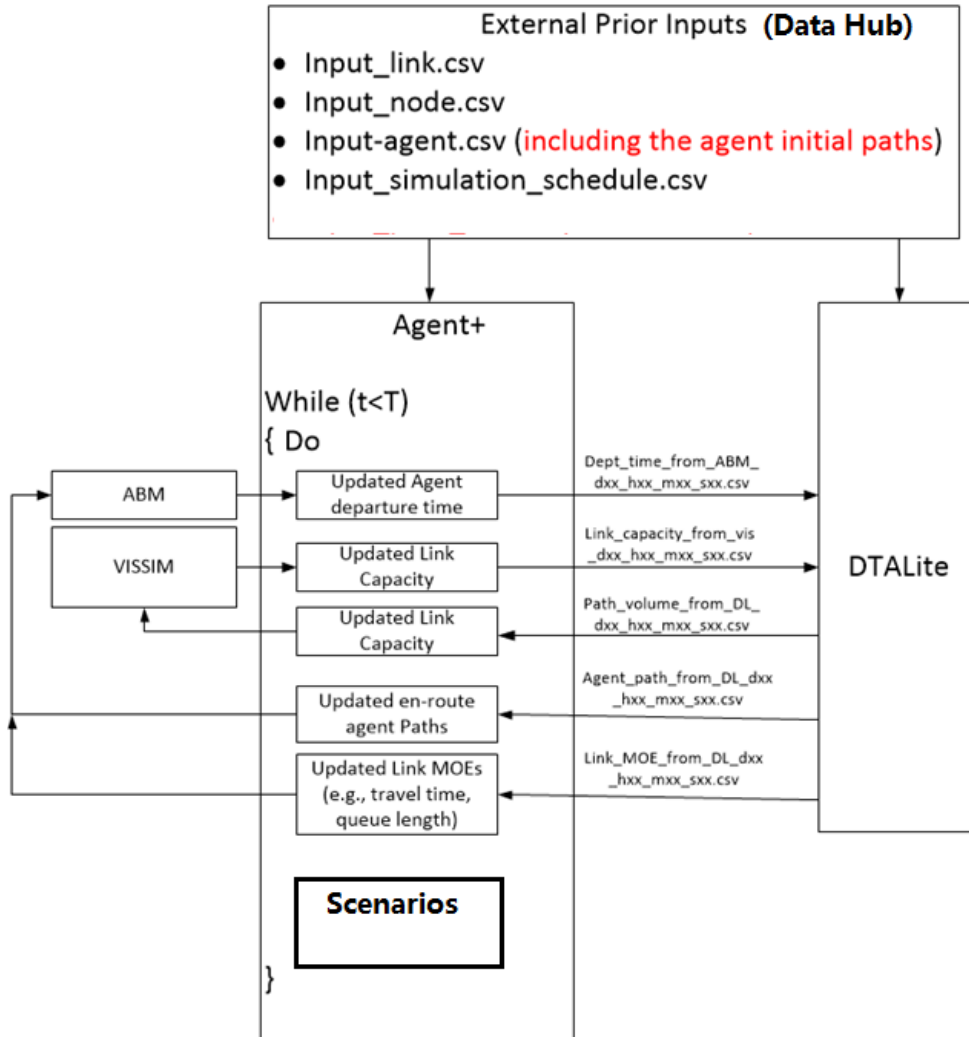 External Prior Inputs (Data Hub)
• Input_link.csv
• Input_node.csv
• Input-agent.csv (including the agent initial paths)
• Input_simulation_schedule.csv
Agent+
While (t<T)
{ Do
ABM
Updated Agent
departure time
Dept_time_from_ABM_
dxx_hxx_mxx_sxx.csv
VISSIM
Updated Link
Capacity
Link_capacity_from_vis
_dxx_hxx_mxx_sxx.csv
DTALite
Updated Link
Capacity
Path_volume_from_DL_
dxx_hxx_mxx_sxx.csv
Updated en-route
agent Paths
Agent_path_from_DL_dxx
_hxx_mxx_sxx.csv
Updated Link MOEs
(e.g., travel time,
queue length)
Link_MOE_from_DL_dxx
_hxx_mxx_sxx.csv
Scenarios
}